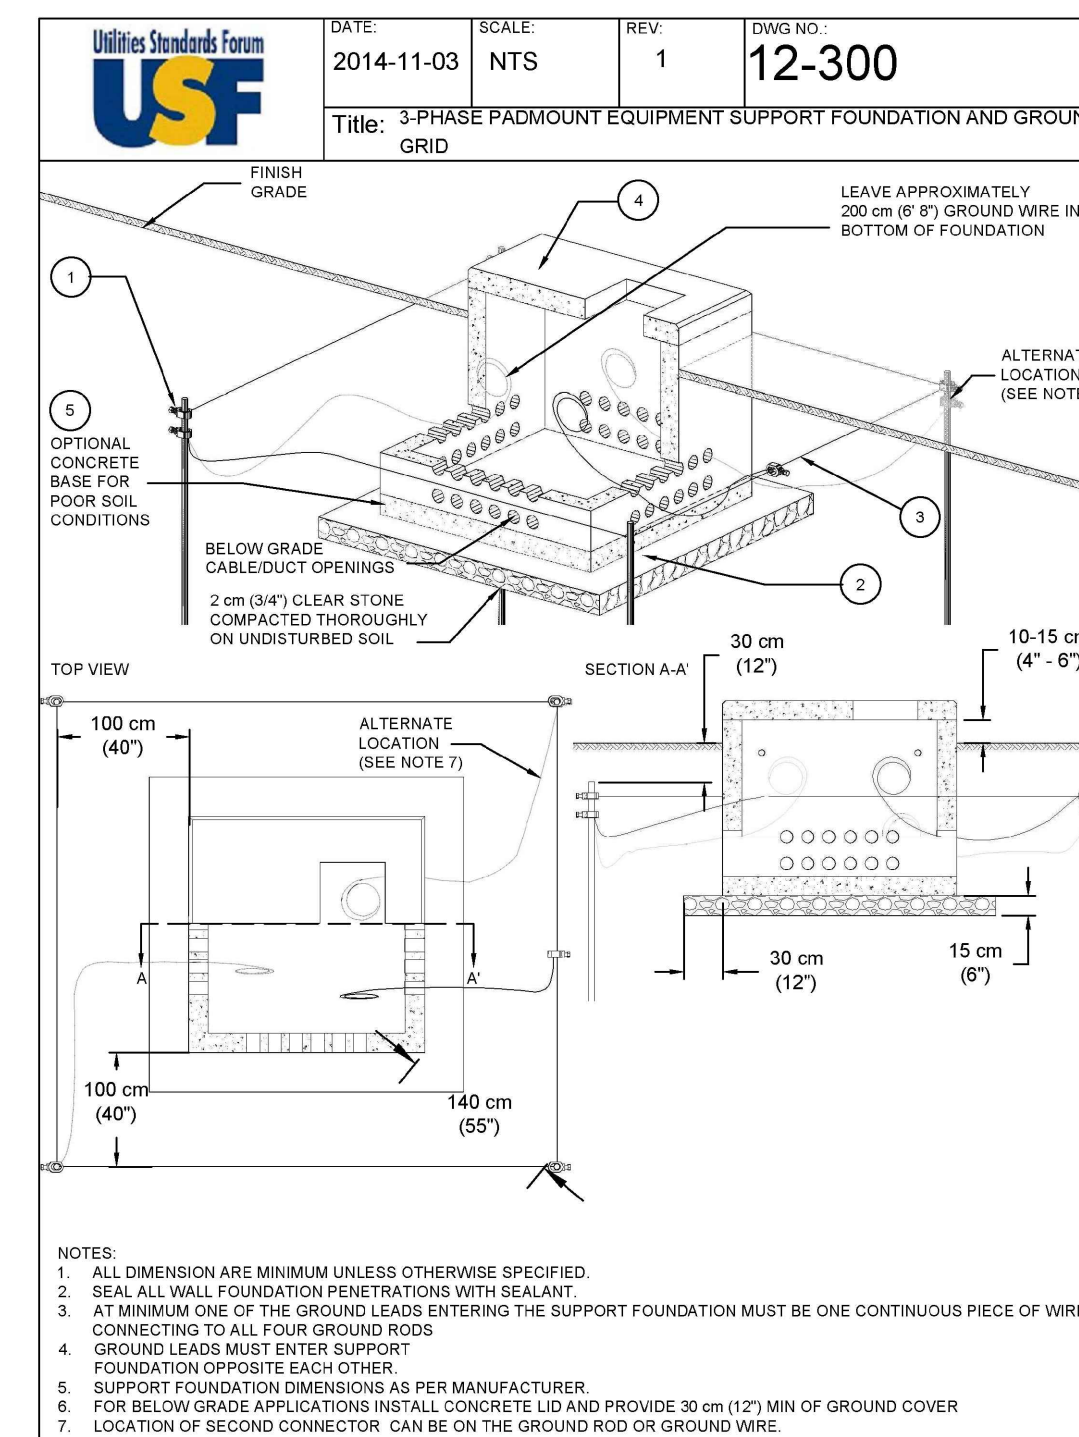 Utilities Standards Forum
USF
DATE:
2014-11-03
SCALE:
NTS
REV:
1
DWG NO.:
12-300
Title: 3-PHASE PADMOUNT EQUIPMENT SUPPORT FOUNDATION AND GROUN
GRID
FINISH
GRADE
4
LEAVE APPROXIMATELY
200 cm (6' 8") GROUND WIRE IN
BOTTOM OF FOUNDATION
1
ALTERNAT
LOCATION
(SEE NOTE
5
OPTIONAL
CONCRETE
BASE FOR
POOR SOIL
CONDITIONS
3
BELOW GRADE
CABLE/DUCT OPENINGS
2
2 cm (3/4") CLEAR STONE
COMPACTED THOROUGHLY
ON UNDISTURBED SOIL
TOP VIEW
100 cm
(40")
ALTERNATE
LOCATION
(SEE NOTE 7)
A
A'
100 cm
(40")
140 cm
(55")
SECTION A-A'
30 cm
(12")
10-15 cm
(4" - 6")
30 cm
(12")
15 cm
(6")
NOTES:
1. ALL DIMENSION ARE MINIMUM UNLESS OTHERWISE SPECIFIED.
2. SEAL ALL WALL FOUNDATION PENETRATIONS WITH SEALANT.
3. AT MINIMUM ONE OF THE GROUND LEADS ENTERING THE SUPPORT FOUNDATION MUST BE ONE CONTINUOUS PIECE OF WIRE
CONNECTING TO ALL FOUR GROUND RODS
4. GROUND LEADS MUST ENTER SUPPORT
FOUNDATION OPPOSITE EACH OTHER.
5. SUPPORT FOUNDATION DIMENSIONS AS PER MANUFACTURER.
6. FOR BELOW GRADE APPLICATIONS INSTALL CONCRETE LID AND PROVIDE 30 cm (12") MIN OF GROUND COVER
7. LOCATION OF SECOND CONNECTOR CAN BE ON THE GROUND ROD OR GROUND WIRE.